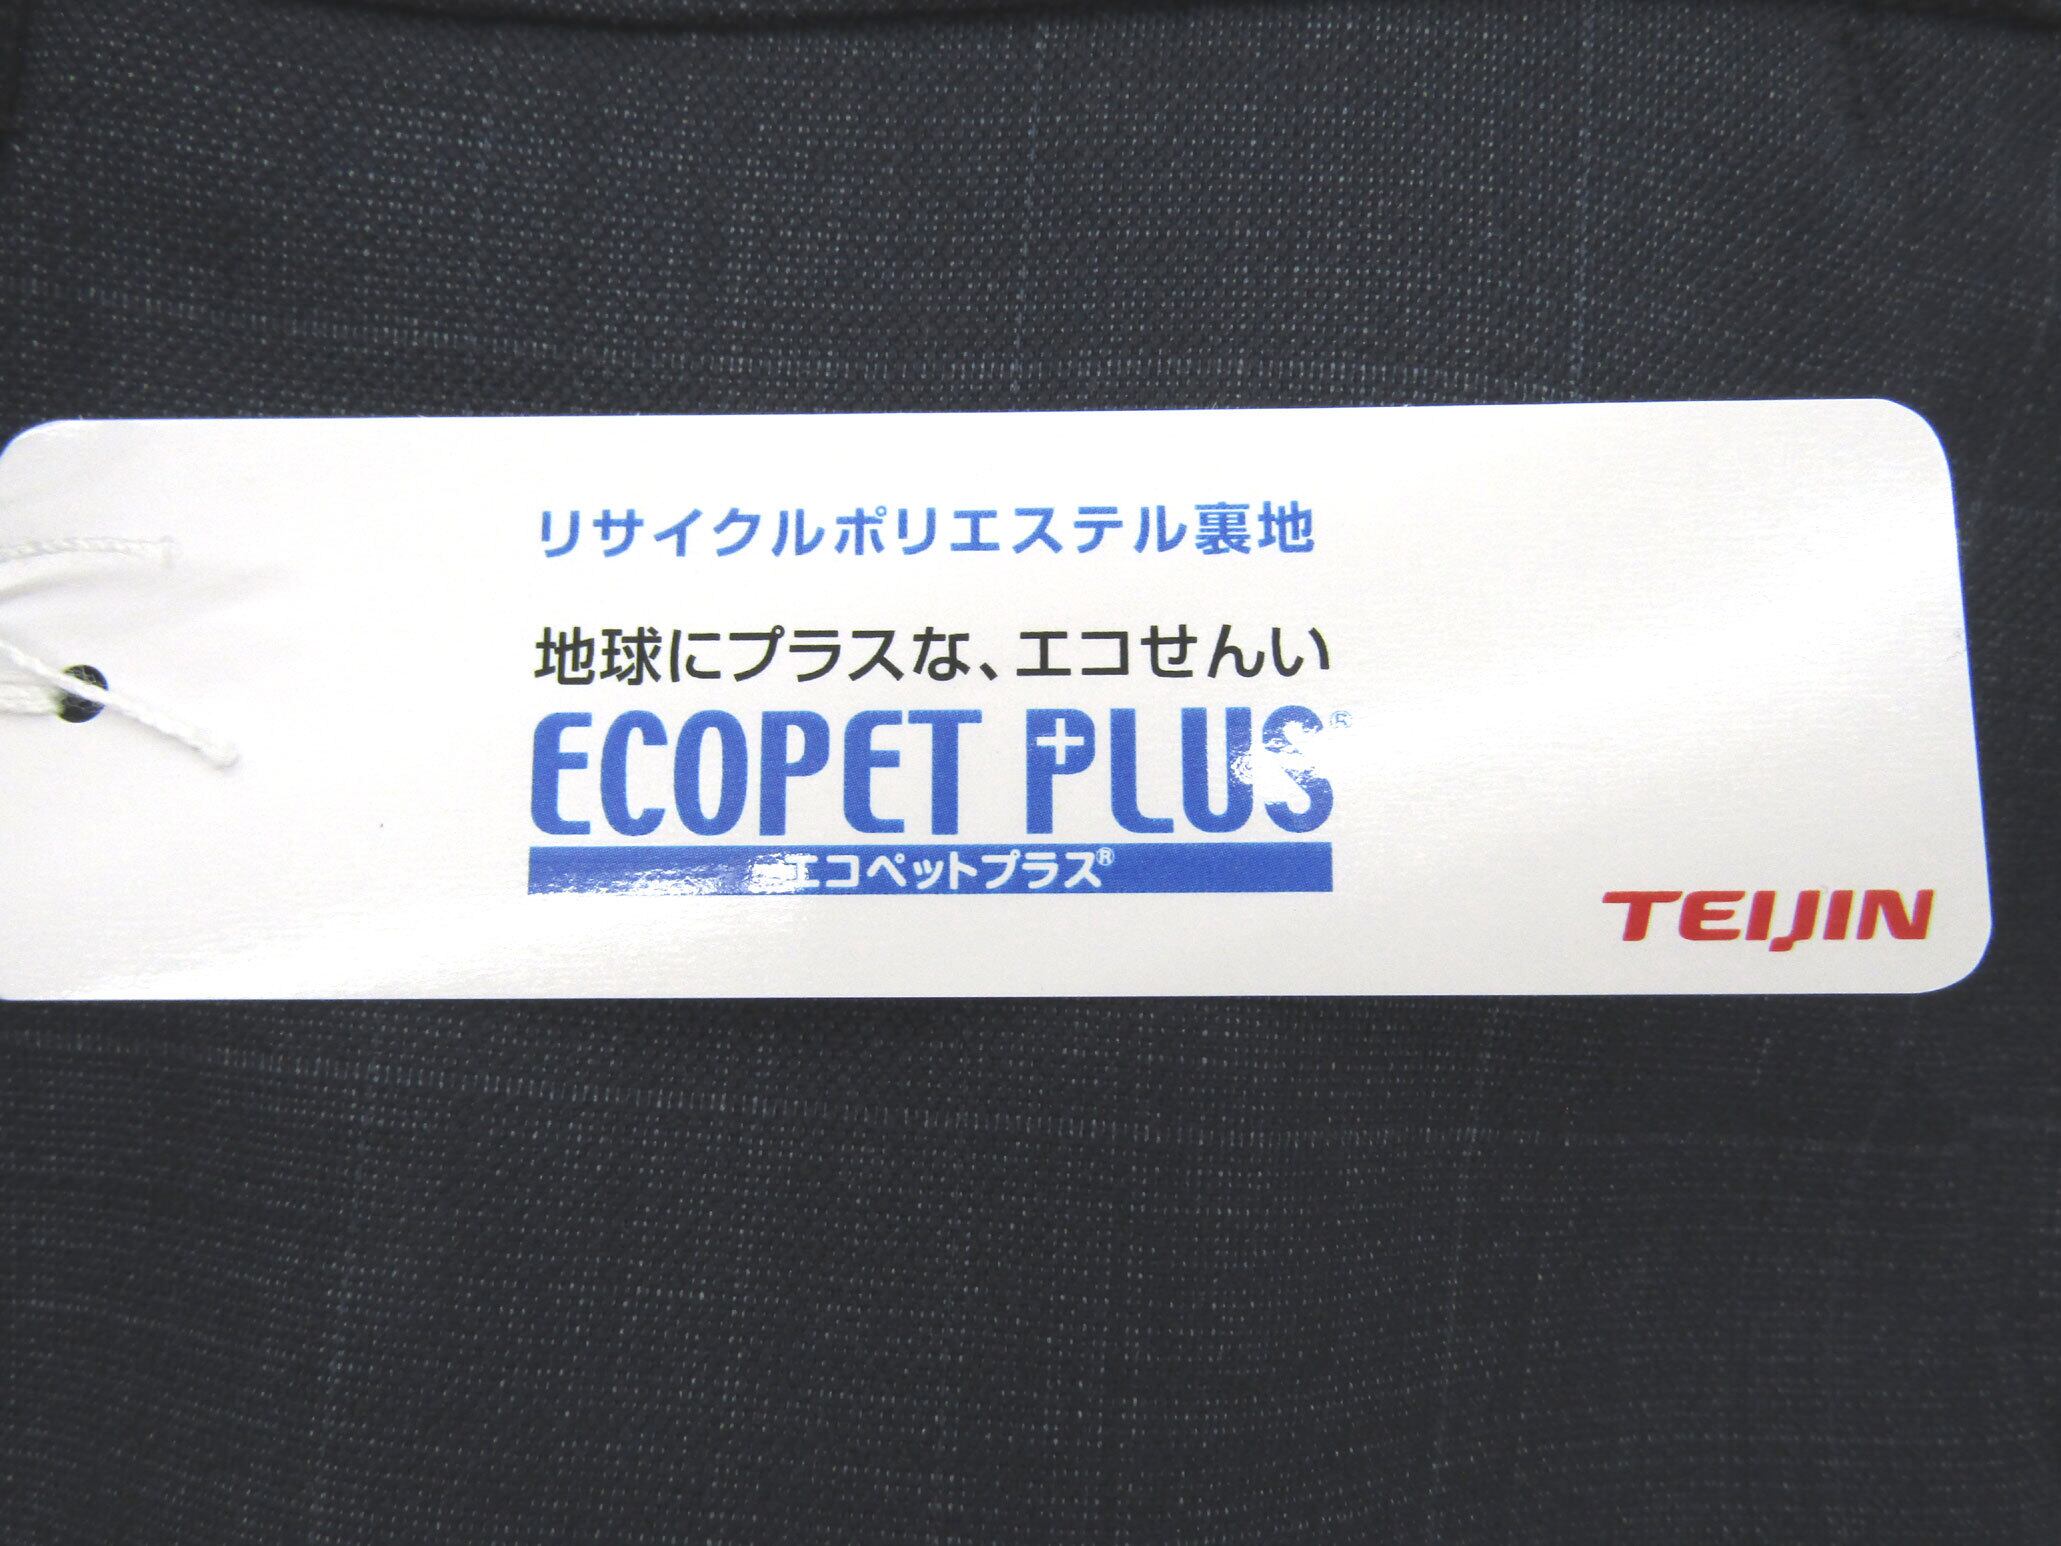 リサイクルポリエステル裏地
地球にプラスな、エコせんい
ECOPET PLUS®
エコペットプラス®
TEIJIN